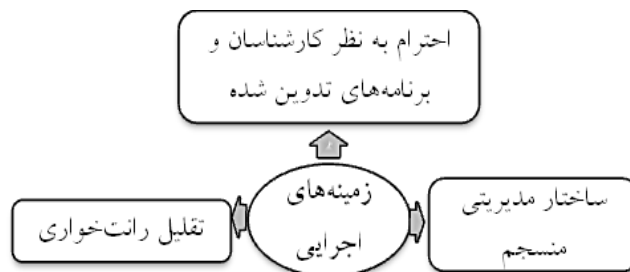 احترام به نظر کارشناسان و
برنامه‌های تدوین شده
زمینه‌های
اجرایی
ساختار مدیریتی
منسجم
تقلیل رانت‌خواری